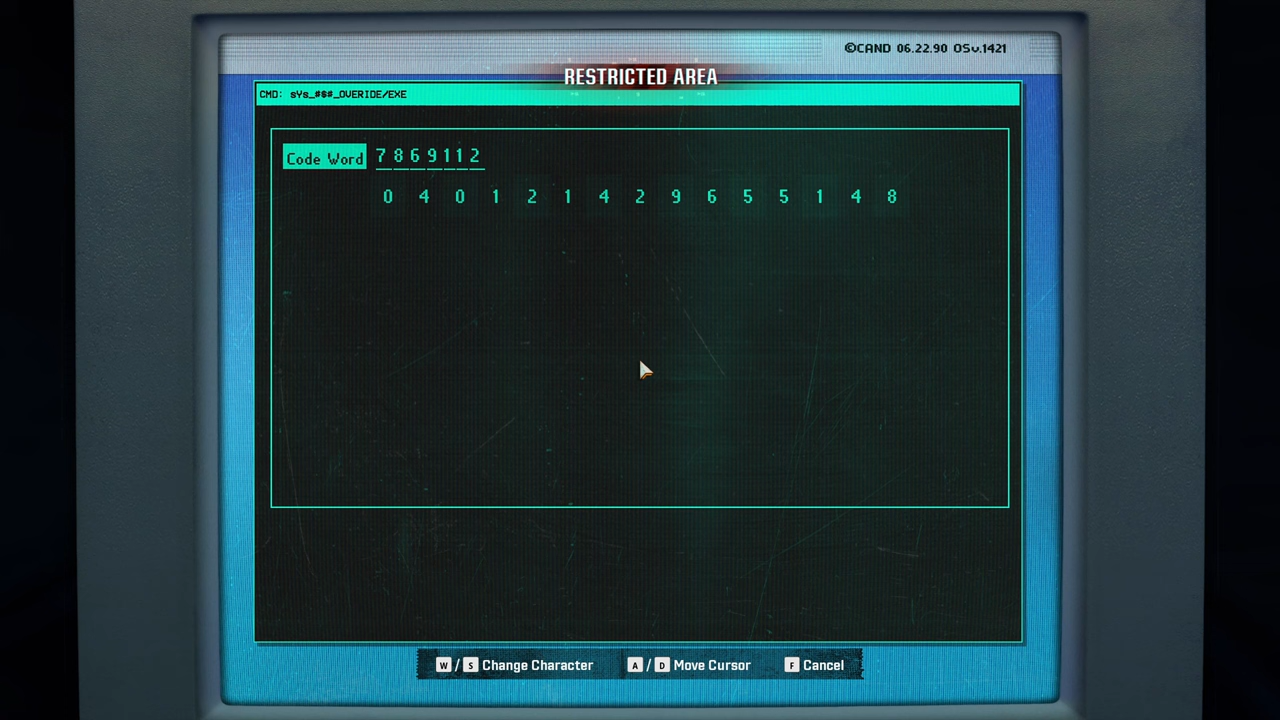 ©CAND 06.22.90 OSv.1421
RESTRICTED AREA
CMD: sYs_#$#_OVERIDE/EXE
Code Word 7869112
0 4 0 1 2 1 4 2 9 6 5 5 1 4 8
W / S Change Character A / D Move Cursor F Cancel